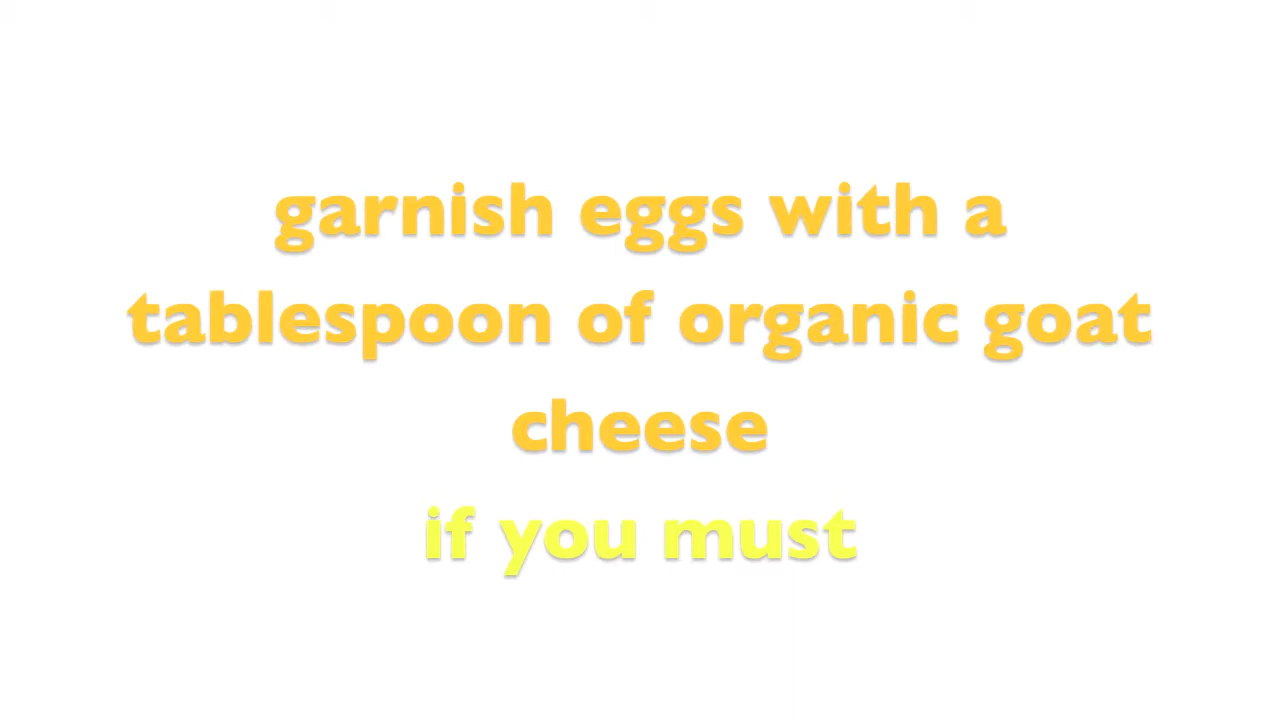 garnish eggs with a
tablespoon of organic goat
cheese
if you must